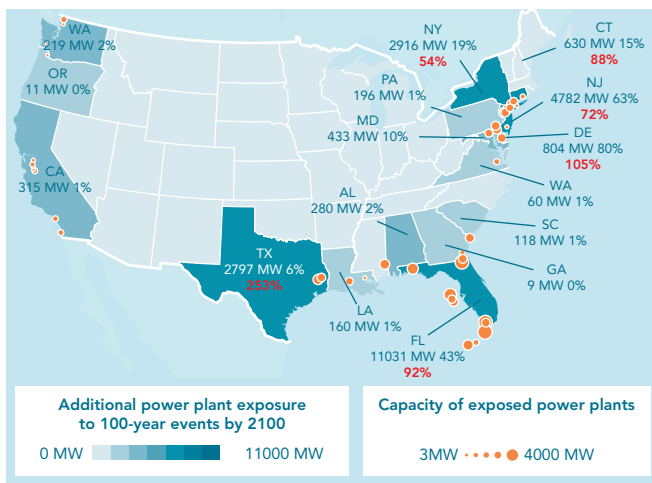 WA
219 MW 2%
OR
11 MW 0%
CA
315 MW 1%
NY
2916 MW 19%
54%
PA
196 MW 1%
MD
433 MW 10%
CT
630 MW 15%
88%
NJ
4782 MW 63%
72%
DE
804 MW 80%
105%
WA
60 MW 1%
SC
118 MW 1%
GA
9 MW 0%
AL
280 MW 2%
TX
2797 MW 6%
253%
LA
160 MW 1%
FL
11031 MW 43%
92%
Additional power plant exposure
to 100-year events by 2100
0 MW 11000 MW
Capacity of exposed power plants
3MW 4000 MW